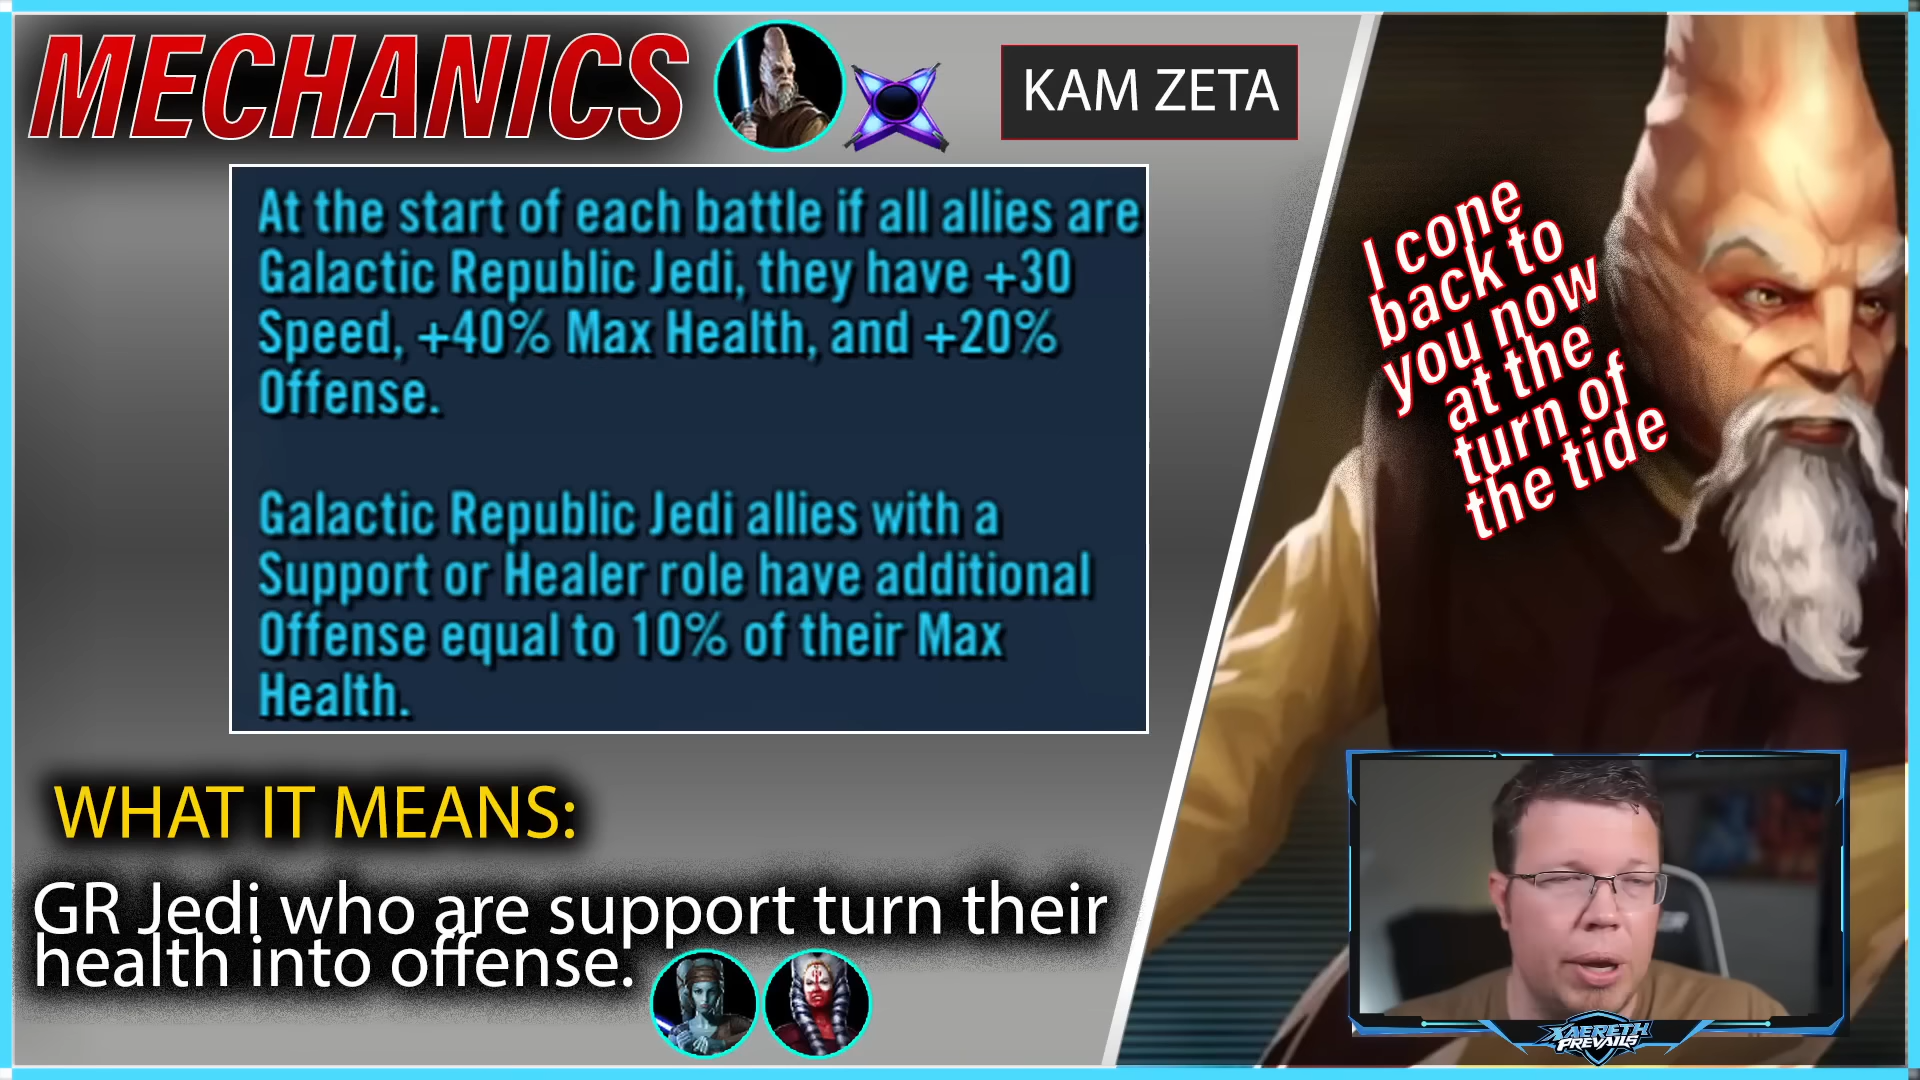 MECHANICS
KAM ZETA
At the start of each battle if all allies are
Galactic Republic Jedi, they have +30
Speed, +40% Max Health, and +20%
Offense.
Galactic Republic Jedi allies with a
Support or Healer role have additional
Offense equal to 10% of their Max
Health.
WHAT IT MEANS:
GR Jedi who are support turn their
health into offense.
I cone
back to
you now
at the
turn of
the tide
XAERETH
PREVAILS